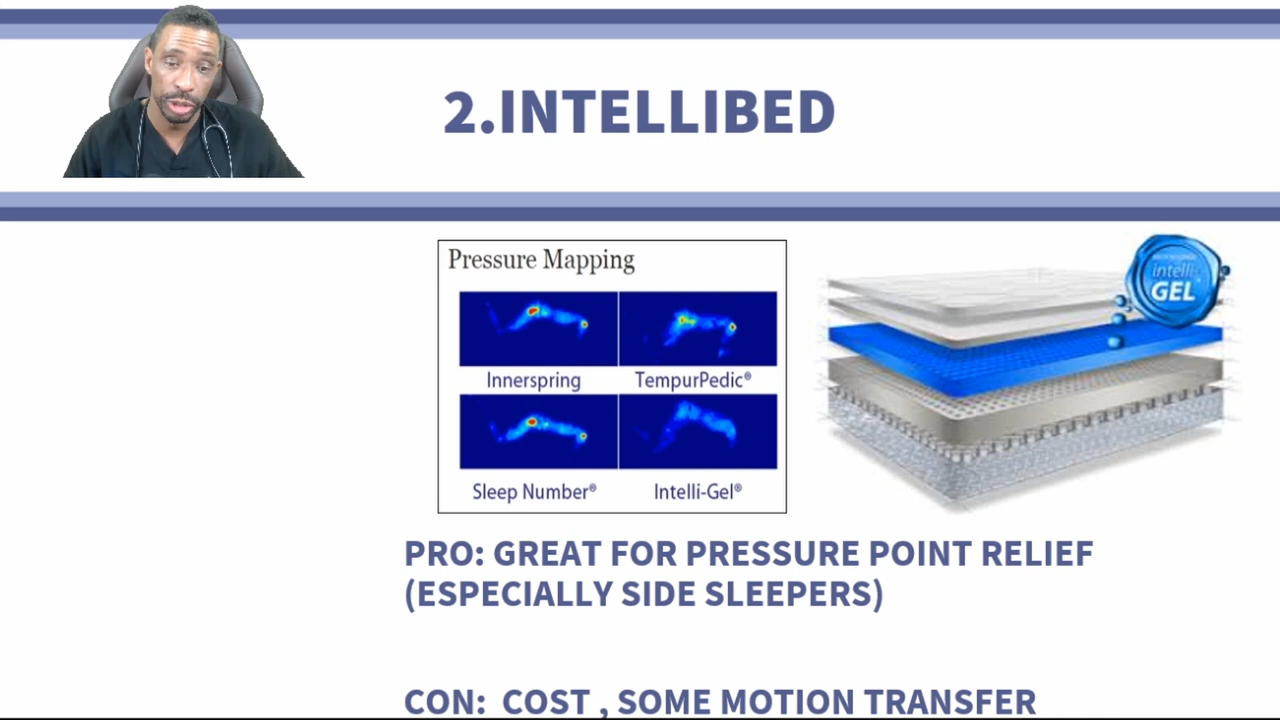 2.INTELLIBED
Pressure Mapping
Innerspring
TempurPedic®
Sleep Number®
Intelli-Gel®
intelli-
GEL®
PRO: GREAT FOR PRESSURE POINT RELIEF
(ESPECIALLY SIDE SLEEPERS)
CON: COST , SOME MOTION TRANSFER